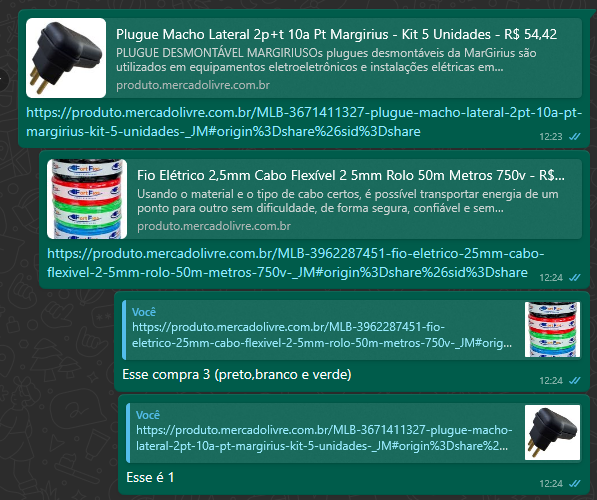 Plugue Macho Lateral 2p+t 10a Pt Margirius - Kit 5 Unidades - R$ 54,42
PLUGUE DESMONTÁVEL MARGIRIUSOs plugues desmontáveis da MarGirius são
utilizados em equipamentos eletroeletrônicos e instalações elétricas em...
produto.mercadolivre.com.br
https://produto.mercadolivre.com.br/MLB-3671411327-plugue-macho-lateral-2pt-10a-pt-
margirius-kit-5-unidades-_JM#origin%3Dshare%26sid%3Dshare
12:23
Fio Elétrico 2,5mm Cabo Flexível 2 5mm Rolo 50m Metros 750v - R$...
Usando o material e o tipo de cabo certos, é possível transportar energia de um
ponto para outro sem dificuldade, de forma segura, confiável e sem...
produto.mercadolivre.com.br
https://produto.mercadolivre.com.br/MLB-3962287451-fio-eletrico-25mm-cabo-
flexivel-2-5mm-rolo-50m-metros-750v-_JM#origin%3Dshare%26sid%3Dshare
12:24
Você
https://produto.mercadolivre.com.br/MLB-3962287451-fio-
eletrico-25mm-cabo-flexivel-2-5mm-rolo-50m-metros-750v-_JM#orig...
Esse compra 3 (preto,branco e verde)
12:24
Você
https://produto.mercadolivre.com.br/MLB-3671411327-plugue-macho-
lateral-2pt-10a-pt-margirius-kit-5-unidades-_JM#origin%3Dshare%2...
Esse é 1
12:24